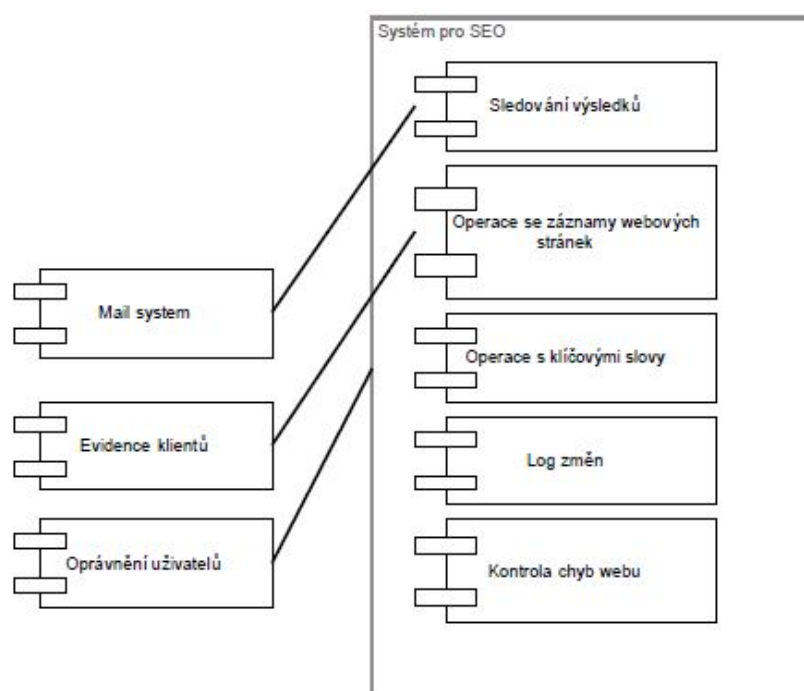 Systém pro SEO
Sledování výsledků
Operace se záznamy webových
stránek
Mail system
Operace s klíčovými slovy
Evidence klientů
Log změn
Oprávnění uživatelů
Kontrola chyb webu